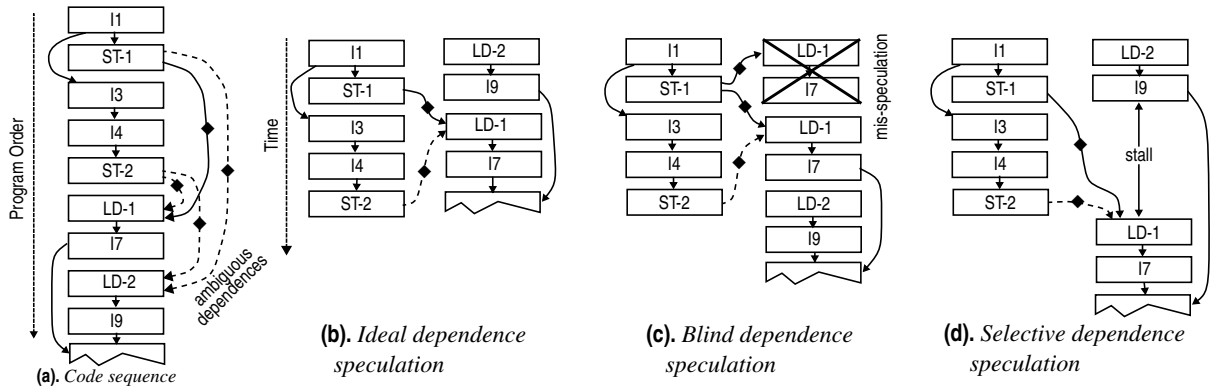 Program Order
I1
ST-1
I3
I4
ST-2
LD-1
I7
LD-2
I9
ambiguous
dependences
(a). Code sequence
Time
I1
ST-1
I3
I4
ST-2
LD-2
I9
LD-1
I7
(b). Ideal dependence
speculation
I1
ST-1
I3
I4
ST-2
LD-1
I7
mis-speculation
LD-1
I7
LD-2
I9
(c). Blind dependence
speculation
I1
ST-1
I3
I4
ST-2
LD-2
I9
stall
LD-1
I7
(d). Selective dependence
speculation